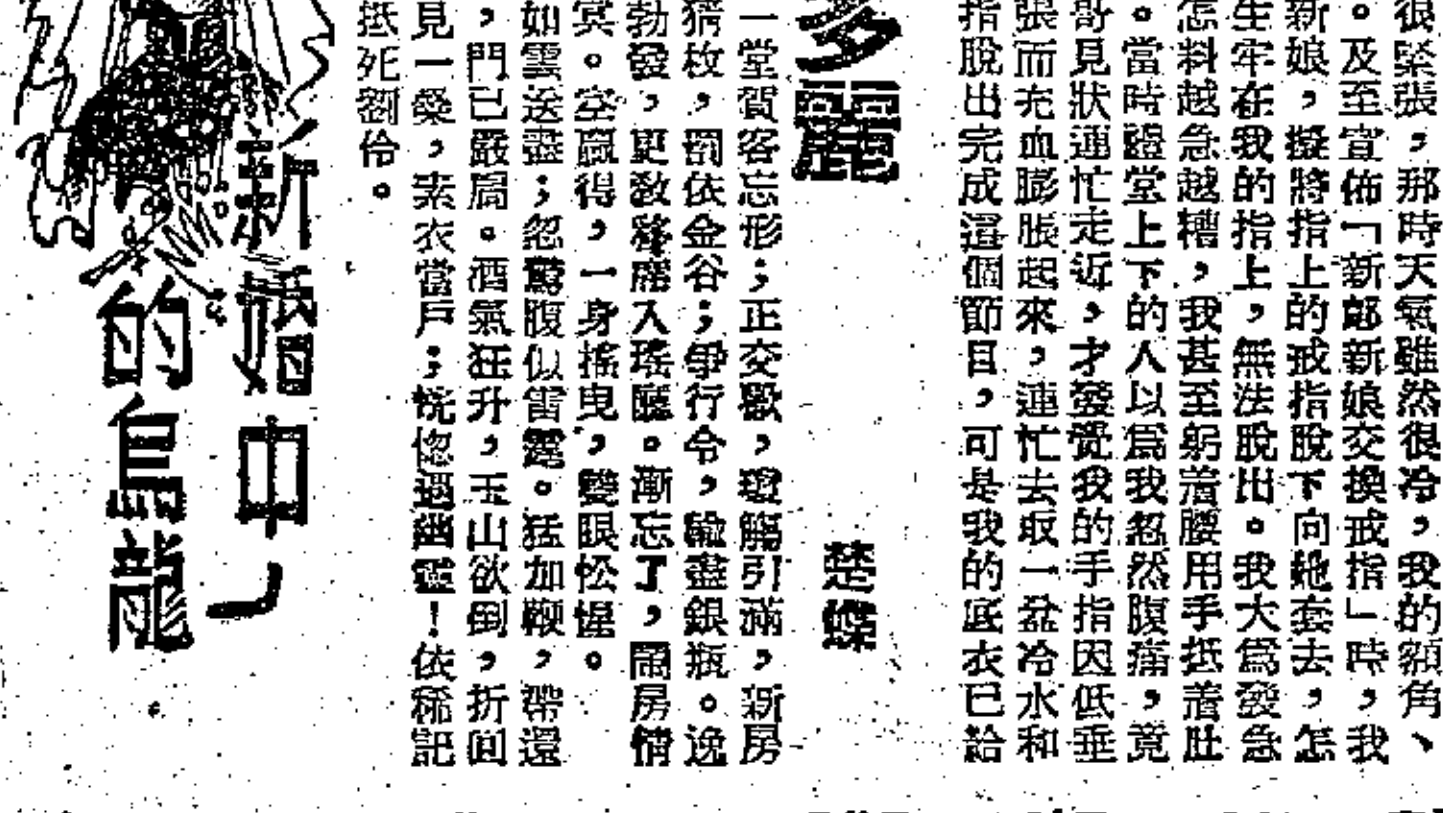 很緊張，那時天氣雖然很冷，我的額角、
。及至宣佈「新郎新娘交換戒指」時，我
新娘，擬將指上的戒指脫下向她套去，怎
生牢在我的指上，無法脫出。我大爲發急
怎料越急越糟，我甚至躬着腰用手抵着肚
。當時禮堂上下的人以爲我忽然腹痛，竟
哥見狀連忙走近，才發覺我的手指因低垂
張而充血膨脹起來，連忙去取一盆冷水和
指脫出完成這個節目，可是我的底衣已給
多麗
楚蝶
一堂賀客忘形；正交歡，瓊觴引滿，新房
猜枚，罰依金谷；爭行令，輸盡銀瓶。逸
勃發，更教移席入瑤廳。漸忘了，鬧房情
冥。空贏得，一身搖曳，雙眼惺忪。
如雲送盡；忽驚腹似雷霆。猛加鞭，帶還
，門已嚴扃。酒氣狂升，玉山欲倒，折回
見一桑，素衣當戶；恍惚遇幽靈！依稀記
抵死劉伶。
新婚中ノ
的烏龍